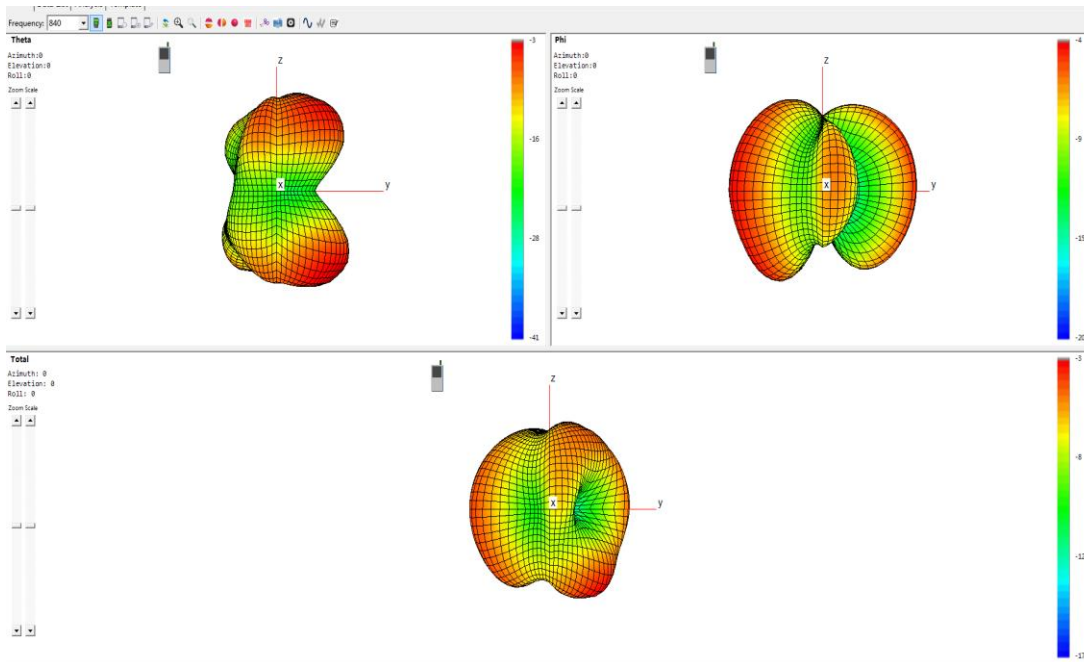 Frequency: 840
Theta
Azimuth:0
Elevation:0
Roll:0
Zoom Scale
z
x
y
-3
-16
-28
-41
Phi
Azimuth:0
Elevation:0
Roll:0
Zoom Scale
z
x
y
-4
-9
-15
-20
Total
Azimuth: 0
Elevation: 0
Roll: 0
Zoom Scale
z
x
y
-3
-8
-12
-17